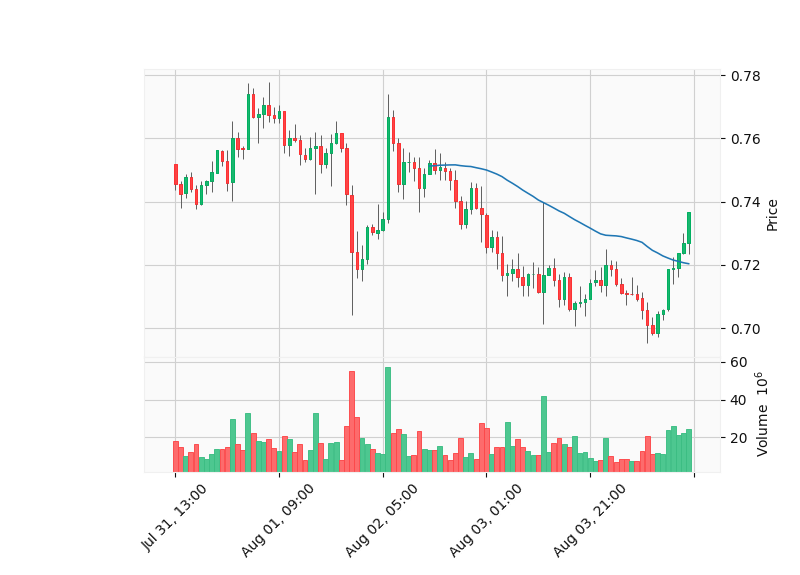 0.78
0.76
0.74
0.72
0.70
Price
60
40
20
Volume 10^6
Jul 31, 13:00
Aug 01, 09:00
Aug 02, 05:00
Aug 03, 01:00
Aug 03, 21:00